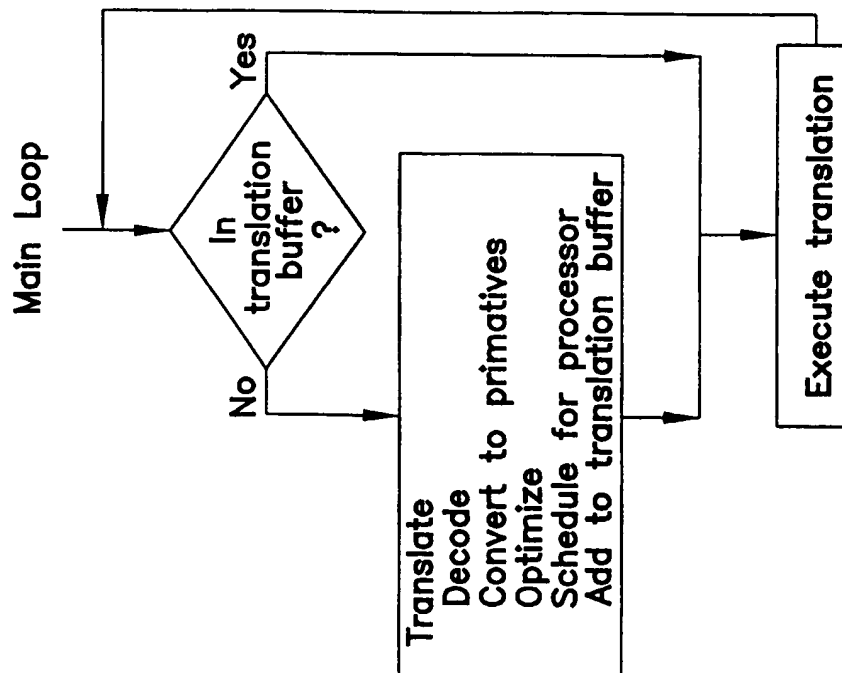 Main Loop
In
translation
buffer
?
Yes
No
Translate
Decode
Convert to primatives
Optimize
Schedule for processor
Add to translation buffer
Execute translation